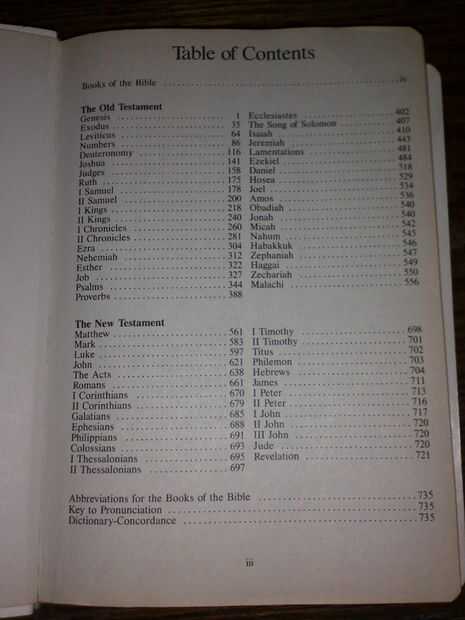 Table of Contents
Books of the Bible ........ iv
The Old Testament
Genesis ........ 1
Exodus ........ 35
Leviticus ........ 64
Numbers ........ 86
Deuteronomy ........ 116
Joshua ........ 141
Judges ........ 158
Ruth ........ 175
I Samuel ........ 178
II Samuel ........ 200
I Kings ........ 218
II Kings ........ 240
I Chronicles ........ 260
II Chronicles ........ 281
Ezra ........ 304
Nehemiah ........ 312
Esther ........ 322
Job ........ 327
Psalms ........ 344
Proverbs ........ 388
Ecclesiastes ........ 402
The Song of Solomon ........ 407
Isaiah ........ 410
Jeremiah ........ 443
Lamentations ........ 481
Ezekiel ........ 484
Daniel ........ 518
Hosea ........ 529
Joel ........ 534
Amos ........ 536
Obadiah ........ 540
Jonah ........ 540
Micah ........ 542
Nahum ........ 545
Habakkuk ........ 546
Zephaniah ........ 547
Haggai ........ 549
Zechariah ........ 550
Malachi ........ 556
The New Testament
Matthew ........ 561
Mark ........ 583
Luke ........ 597
John ........ 621
The Acts ........ 638
Romans ........ 661
I Corinthians ........ 670
II Corinthians ........ 679
Galatians ........ 685
Ephesians ........ 688
Philippians ........ 691
Colossians ........ 693
I Thessalonians ........ 695
II Thessalonians ........ 697
I Timothy ........ 698
II Timothy ........ 701
Titus ........ 702
Philemon ........ 703
Hebrews ........ 704
James ........ 711
I Peter ........ 713
II Peter ........ 716
I John ........ 717
II John ........ 720
III John ........ 720
Jude ........ 720
Revelation ........ 721
Abbreviations for the Books of the Bible ........ 735
Key to Pronunciation ........ 735
Dictionary-Concordance ........ 735
iii